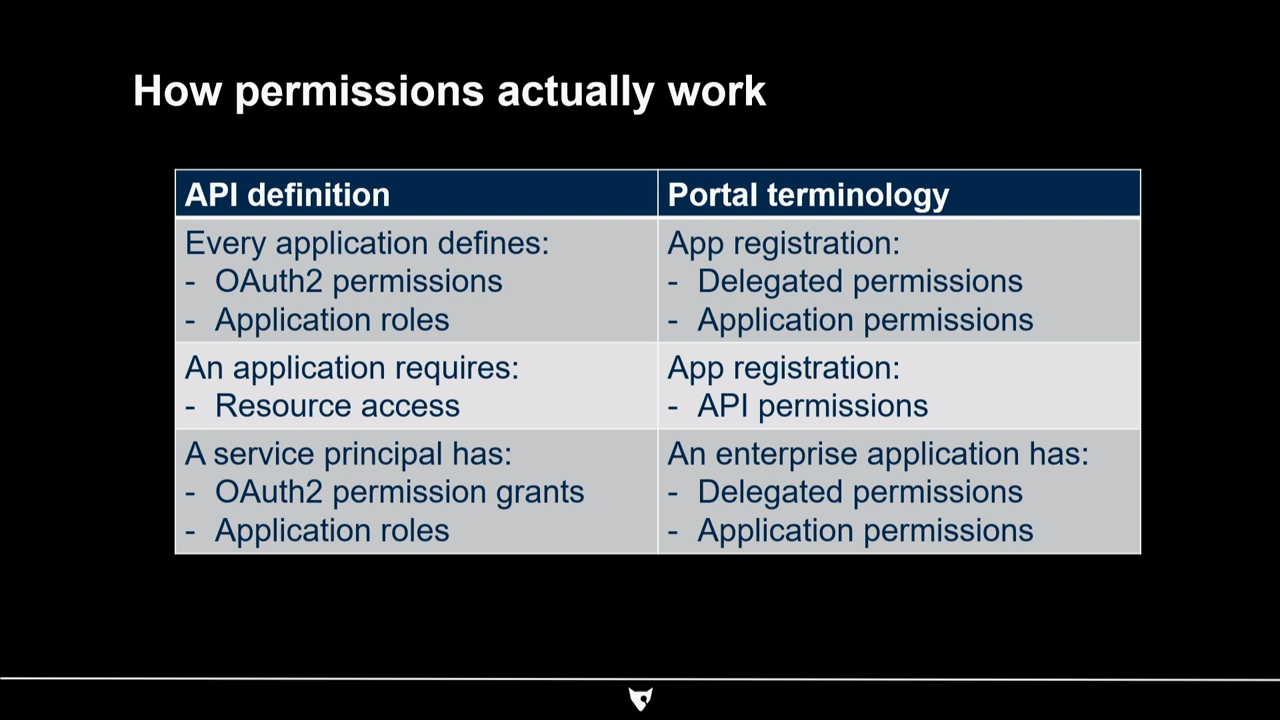 How permissions actually work
API definition
Portal terminology
Every application defines:
- OAuth2 permissions
- Application roles
App registration:
- Delegated permissions
- Application permissions
An application requires:
- Resource access
App registration:
- API permissions
A service principal has:
- OAuth2 permission grants
- Application roles
An enterprise application has:
- Delegated permissions
- Application permissions